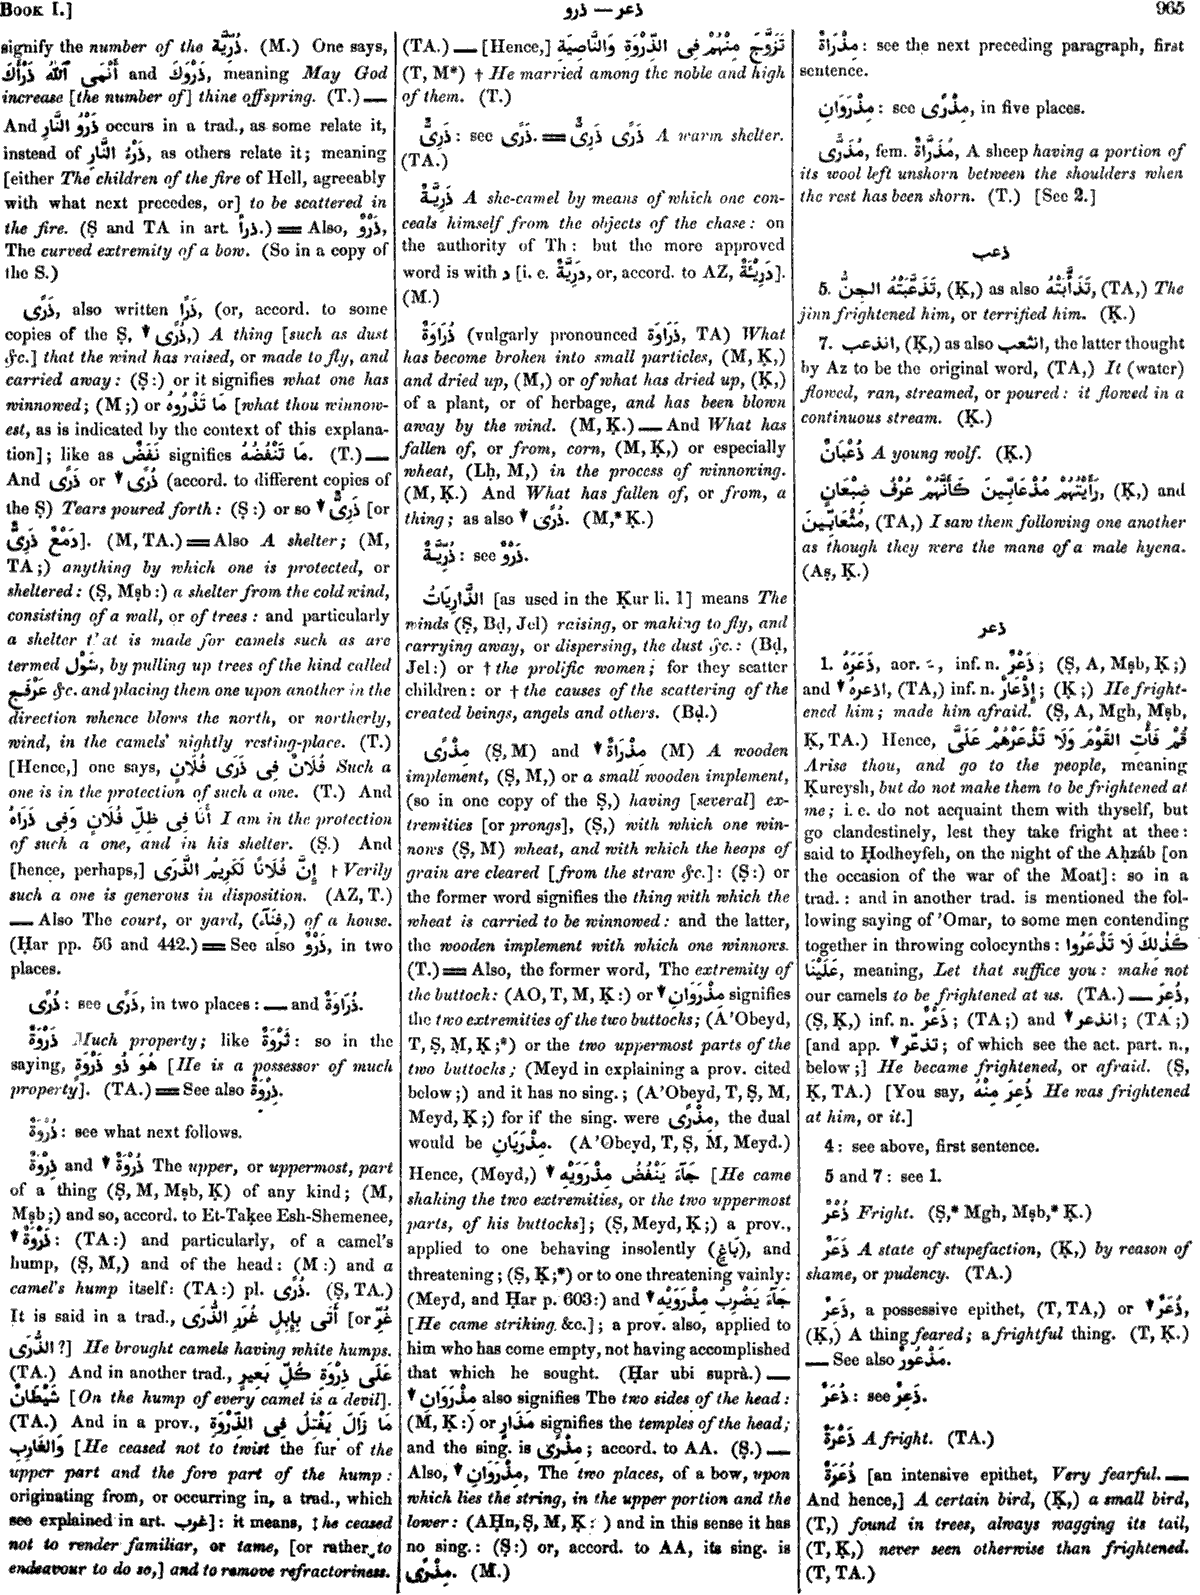 BOOK I.]
ذرو — ذعر
965
signify the number of the ذُرِّيَّة. (M.) One says,
أَنْمَى ٱللّٰهُ ذَرْأَكَ and ذَرْوَكَ, meaning May God
increase [the number of] thine offspring. (T.) —
And ذَرْوُ النَّارِ occurs in a trad., as some relate it,
instead of ذَرْءُ النَّارِ, as others relate it; meaning
[either The children of the fire of Hell, agreeably
with what next precedes, or] to be scattered in
the fire. (Ṣ and TA in art. ذرأ.) = Also, ذَرْوٌ,
The curved extremity of a bow. (So in a copy of
the S.)
ذَرًى, also written ذَرًا, (or, accord. to some
copies of the Ṣ, ▼ ذُرًى,) A thing [such as dust
&c.] that the wind has raised, or made to fly, and
carried away: (Ṣ:) or it signifies what one has
winnowed; (M;) or مَا تَذْرُوهُ [what thou winnow-
est, as is indicated by the context of this explana-
tion]; like as نَفَضٌ signifies مَا تَنْفُضُهُ. (T.) —
And ذَرًى or ▼ ذُرًى (accord. to different copies of
the Ṣ) Tears poured forth: (Ṣ:) or so ▼ ذَرِىٌّ [or
دَمْعٌ ذَرِىٌّ]. (M, TA.) = Also A shelter; (M,
TA;) anything by which one is protected, or
sheltered: (Ṣ, Mṣb:) a shelter from the cold wind,
consisting of a wall, or of trees: and particularly
a shelter that is made for camels such as are
termed شَوْل, by pulling up trees of the kind called
عَرْفَج &c. and placing them one upon another in the
direction whence blows the north, or northerly,
wind, in the camels' nightly resting-place. (T.)
[Hence,] one says, فُلَانٌ فِى ذَرَى فُلَانٍ Such a
one is in the protection of such a one. (T.) And
أَنَا فِى ظِلِّ فُلَانٍ وَفِى ذَرَاهُ I am in the protection
of such a one, and in his shelter. (Ṣ.) And
[hence, perhaps,] إِنَّ فُلَانًا لَكَرِيمُ الذَّرَى † Verily
such a one is generous in disposition. (AZ, T.)
— Also The court, or yard, (فِنَآء,) of a house.
(Ḥar pp. 56 and 442.) = See also ذَرْوٌ, in two
places.
ذُرًى: see ذَرًى, in two places: — and ذُرَاوَةٌ.
ذَرْوَةٌ Much property; like ثَرْوَةٌ: so in the
saying, هُوَ ذُو ذَرْوَةٍ [He is a possessor of much
property]. (TA.) = See also ذِرْوَةٌ.
ذُرْوَةٌ: see what next follows.
ذِرْوَةٌ and ▼ ذُرْوَةٌ The upper, or uppermost, part
of a thing (Ṣ, M, Mṣb, Ḳ) of any kind; (M,
Mṣb;) and so, accord. to Et-Taḳee Esh-Shemenee,
▼ ذَرْوَةٌ: (TA:) and particularly, of a camel's
hump, (Ṣ, M,) and of the head: (M:) and a
camel's hump itself: (TA:) pl. ذُرًى. (Ṣ, TA.)
It is said in a trad., أَتَى بِإِبِلٍ غُرَرِ الذُّرَى [or غُرِّ
الذُّرَى?] He brought camels having white humps.
(TA.) And in another trad., عَلَى ذِرْوَةِ كُلِّ بَعِيرٍ
شَيْطَانٌ [On the hump of every camel is a devil].
(TA.) And in a prov., مَا زَالَ يَفْتِلُ فِى الذِّرْوَةِ
وَالغَارِبِ [He ceased not to twist the fur of the
upper part and the fore part of the hump:
originating from, or occurring in, a trad., which
see explained in art. غرب]: it means, ‡ he ceased
not to render familiar, or tame, [or rather to
endeavour to do so,] and to remove refractoriness.
(TA.) — [Hence,] تَزَوَّجَ مِنْهُمْ فِى الذِّرْوَةِ وَالنَّاصِيَةِ
(T, M*) † He married among the noble and high
of them. (T.)
ذَرِىٌّ: see ذَرًى. = ذَرًى ذَرِىٌّ A warm shelter.
(TA.)
ذَرِيَّةٌ A she-camel by means of which one con-
ceals himself from the objects of the chase: on
the authority of Th: but the more approved
word is with د [i. e. دَرِيَّةٌ, or, accord. to AZ, دَرِيْئَةٌ].
(M.)
ذُرَاوَةٌ (vulgarly pronounced ذَرَاوَة, TA) What
has become broken into small particles, (M, Ḳ,)
and dried up, (M,) or of what has dried up, (Ḳ,)
of a plant, or of herbage, and has been blown
away by the wind. (M, Ḳ.) — And What has
fallen of, or from, corn, (M, Ḳ,) or especially
wheat, (Lḥ, M,) in the process of winnowing.
(M, Ḳ.) And What has fallen of, or from, a
thing; as also ▼ ذُرًى. (M,* Ḳ.)
ذُرِّيَّةٌ: see ذَرْوٌ.
الذَّارِيَاتُ [as used in the Ḳur li. 1] means The
winds (Ṣ, Bḍ, Jel) raising, or making to fly, and
carrying away, or dispersing, the dust &c.: (Bḍ,
Jel:) or † the prolific women; for they scatter
children: or † the causes of the scattering of the
created beings, angels and others. (Bḍ.)
مِذْرًى (Ṣ, M) and ▼ مِذْرَاةٌ (M) A wooden
implement, (Ṣ, M,) or a small wooden implement,
(so in one copy of the Ṣ,) having [several] ex-
tremities [or prongs], (Ṣ,) with which one win-
nows (Ṣ, M) wheat, and with which the heaps of
grain are cleared [from the straw &c.]: (Ṣ:) or
the former word signifies the thing with which the
wheat is carried to be winnowed: and the latter,
the wooden implement with which one winnows.
(T.) = Also, the former word, The extremity of
the buttock: (AO, T, M, Ḳ:) or ▼ مِذْرَوَانِ signifies
the two extremities of the two buttocks; (A'Obeyd,
T, Ṣ, M, Ḳ;*) or the two uppermost parts of the
two buttocks; (Meyd in explaining a prov. cited
below;) and it has no sing.; (A'Obeyd, T, Ṣ, M,
Meyd, Ḳ;) for if the sing. were مِذْرًى, the dual
would be مِذْرَيَانِ. (A'Obeyd, T, Ṣ, M, Meyd.)
Hence, (Meyd,) ▼ جَآءَ يَنْفُضُ مِذْرَوَيْهِ [He came
shaking the two extremities, or the two uppermost
parts, of his buttocks]; (Ṣ, Meyd, Ḳ;) a prov.,
applied to one behaving insolently (بَاغٍ), and
threatening; (Ṣ, Ḳ;*) or to one threatening vainly:
(Meyd, and Ḥar p. 603:) and ▼ جَآءَ يَضْرِبُ مِذْرَوَيْهِ
[He came striking. &c.]; a prov. also, applied to
him who has come empty, not having accomplished
that which he sought. (Ḥar ubi suprà.) —
▼ مِذْرَوَانِ also signifies The two sides of the head:
(M, Ḳ:) or مَذَارٍ signifies the temples of the head;
and the sing. is مِذْرًى; accord. to AA. (Ṣ.) —
Also, ▼ مِذْرَوَانِ, The two places, of a bow, upon
which lies the string, in the upper portion and the
lower: (AḤn, Ṣ, M, Ḳ: ) and in this sense it has
no sing.: (Ṣ:) or, accord. to AA, its sing. is
مِذْرًى. (M.)
مِذْرَاةٌ: see the next preceding paragraph, first
sentence.
مِذْرَوَانِ: see مِذْرًى, in five places.
مُذَرًّى, fem. مُذَرَّاةٌ, A sheep having a portion of
its wool left unshorn between the shoulders when
the rest has been shorn. (T.) [See 2.]
ذعب
5. تَذَعَّبَتْهُ الجِنُّ, (Ḳ,) as also تَذَأَّبَتْهُ, (TA,) The
jinn frightened him, or terrified him. (Ḳ.)
7. انذعب, (Ḳ,) as also انثعب, the latter thought
by Az to be the original word, (TA,) It (water)
flowed, ran, streamed, or poured: it flowed in a
continuous stream. (Ḳ.)
ذُعْبَانٌ A young wolf. (Ḳ.)
رَأَيْتُهُمْ مُذْعَابِّينَ كَأَنَّهُمْ عُرْفُ ضِبْعَانٍ, (Ḳ,) and
مُثْعَابِّينَ, (TA,) I saw them following one another
as though they were the mane of a male hyena.
(Aṣ, Ḳ.)
ذعر
1. ذَعَرَهُ, aor. ـَ, inf. n. ذَعْرٌ; (Ṣ, A, Mṣb, Ḳ;)
and ▼ اذعرهُ, (TA,) inf. n. إِذْعَارٌ; (Ḳ;) He fright-
ened him; made him afraid. (Ṣ, A, Mgh, Mṣb,
Ḳ, TA.) Hence, قُمْ فَأْتِ القَوْمَ وَلَا تَذْعَرْهُمْ عَلَىَّ
Arise thou, and go to the people, meaning
Ḳureysh, but do not make them to be frightened at
me; i. e. do not acquaint them with thyself, but
go clandestinely, lest they take fright at thee:
said to Ḥodheyfeh, on the night of the Aḥzáb [on
the occasion of the war of the Moat]: so in a
trad.: and in another trad. is mentioned the fol-
lowing saying of 'Omar, to some men contending
together in throwing colocynths: كَذٰلِكَ لَا تَذْعَرُوا
عَلَيْنَا, meaning, Let that suffice you: make not
our camels to be frightened at us. (TA.) — ذُعِرَ,
(Ṣ, Ḳ,) inf. n. ذَعْرٌ; (TA;) and ▼ انذعر; (TA;)
[and app. ▼ تذعّر; of which see the act. part. n.,
below;] He became frightened, or afraid. (Ṣ,
Ḳ, TA.) [You say, ذُعِرَ مِنْهُ He was frightened
at him, or it.]
4: see above, first sentence.
5 and 7: see 1.
ذُعْرٌ Fright. (Ṣ,* Mgh, Mṣb,* Ḳ.)
ذَعَرٌ A state of stupefaction, (Ḳ,) by reason of
shame, or pudency. (TA.)
ذَعِرٌ, a possessive epithet, (T, TA,) or ▼ ذُعَرٌ,
(Ḳ,) A thing feared; a frightful thing. (T, Ḳ.)
— See also مَذْعُورٌ.
ذُعَرٌ: see ذَعِرٌ.
ذَعْرَةٌ A fright. (TA.)
ذُعَرَةٌ [an intensive epithet, Very fearful. —
And hence,] A certain bird, (Ḳ,) a small bird,
(T,) found in trees, always wagging its tail,
(T, Ḳ,) never seen otherwise than frightened.
(T, TA.)